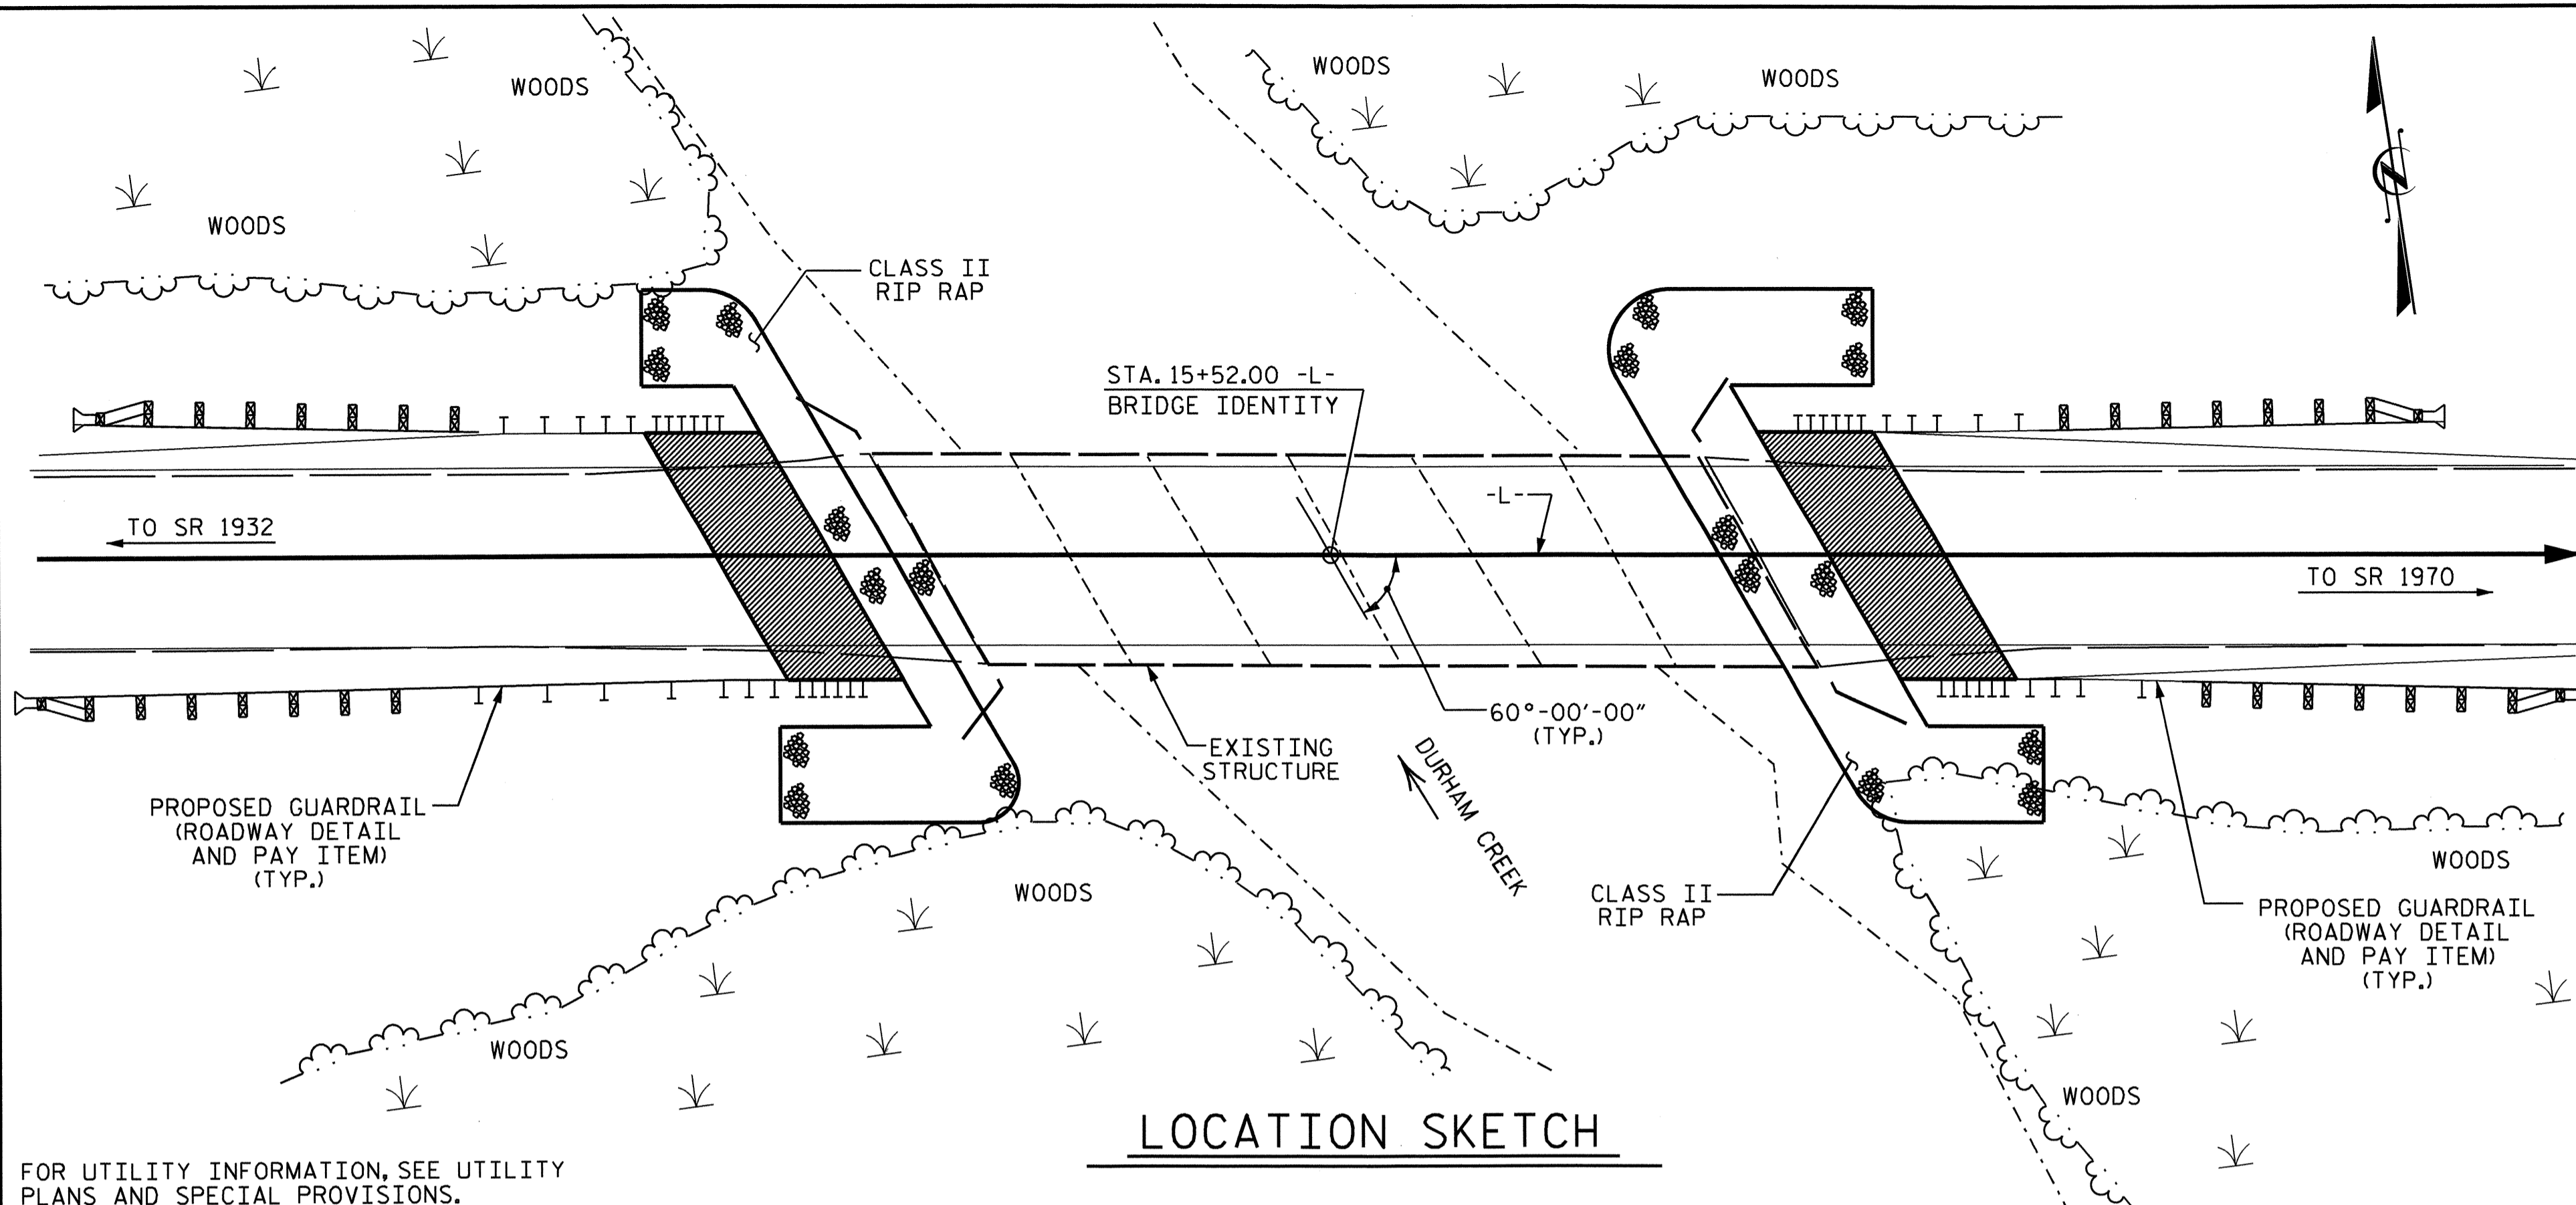 WOODS
WOODS
WOODS
WOODS
CLASS II
RIP RAP
STA. 15+52.00 -L-
BRIDGE IDENTITY
-L-
TO SR 1932
TO SR 1970
60°-00'-00"
(TYP.)
EXISTING
STRUCTURE
DURHAM CREEK
PROPOSED GUARDRAIL
(ROADWAY DETAIL
AND PAY ITEM)
(TYP.)
WOODS
CLASS II
RIP RAP
WOODS
PROPOSED GUARDRAIL
(ROADWAY DETAIL
AND PAY ITEM)
(TYP.)
WOODS
WOODS
LOCATION SKETCH
FOR UTILITY INFORMATION, SEE UTILITY
PLANS AND SPECIAL PROVISIONS.